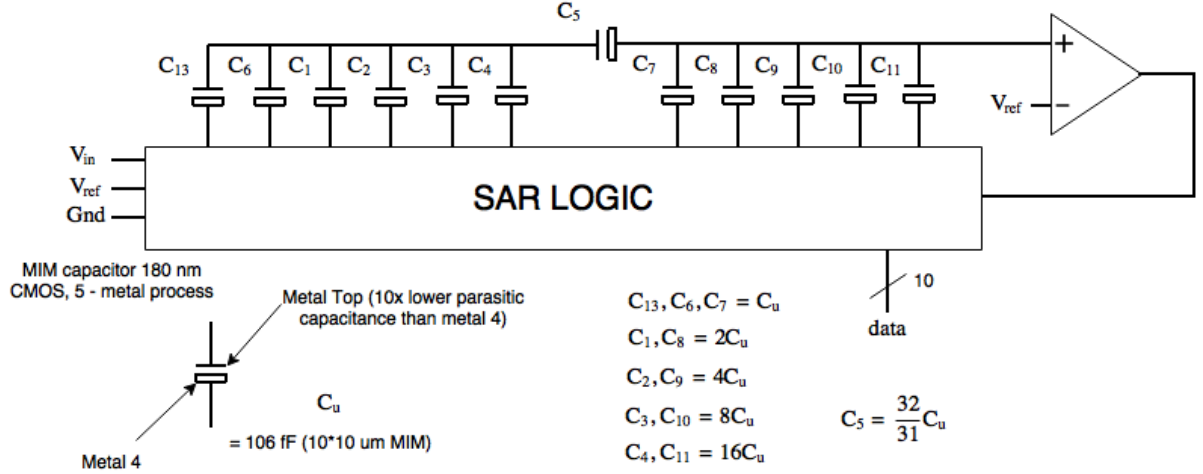 C₅
C₁₃ C₆ C₁ C₂ C₃ C₄ C₇ C₈ C₉ C₁₀ C₁₁
+
Vref −
Vin
Vref
Gnd
SAR LOGIC
10
data
MIM capacitor 180 nm
CMOS, 5 - metal process
Metal Top (10x lower parasitic
capacitance than metal 4)
Cu
= 106 fF (10*10 um MIM)
Metal 4
C₁₃, C₆, C₇ = Cu
C₁, C₈ = 2Cu
C₂, C₉ = 4Cu
C₃, C₁₀ = 8Cu
C₄, C₁₁ = 16Cu
C₅ = 32/31 Cu